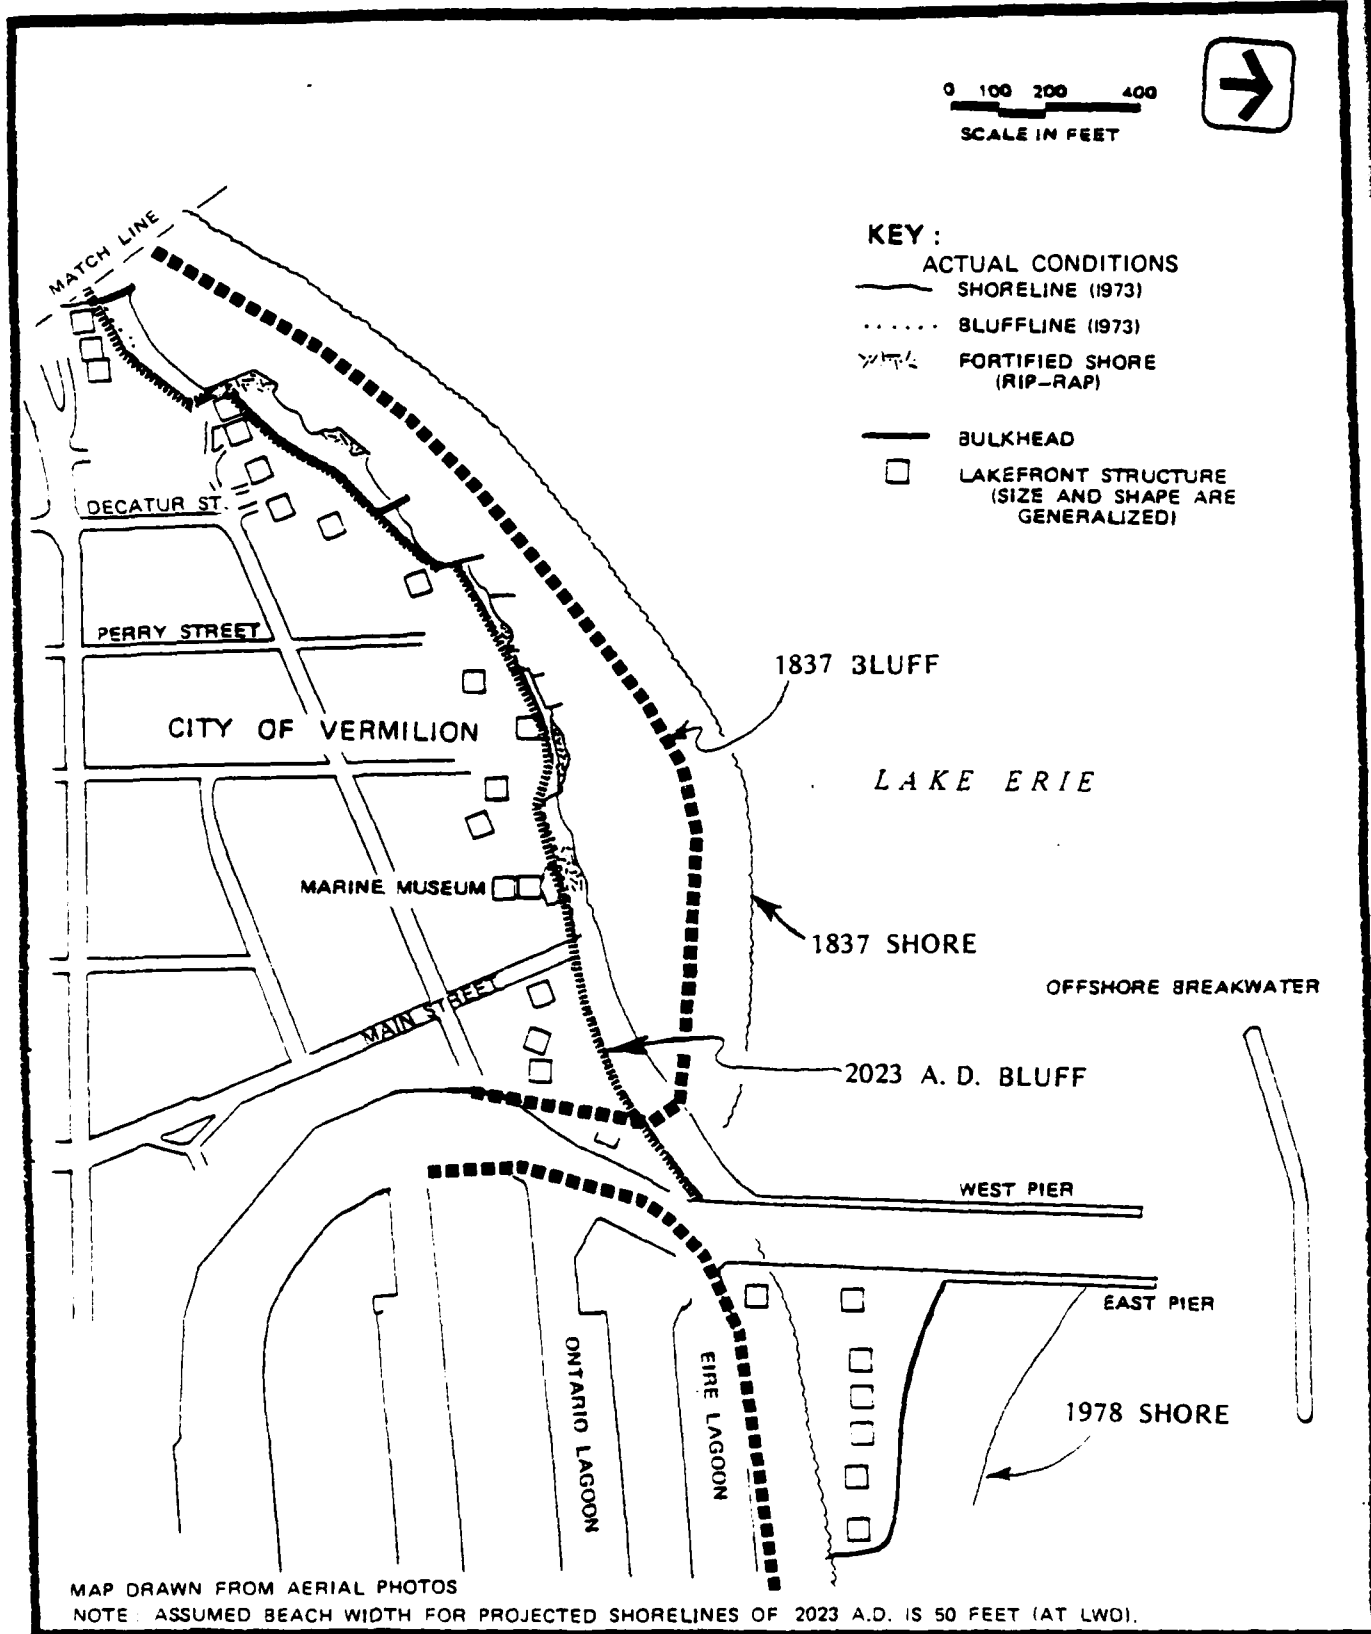 0 100 200 400
SCALE IN FEET
MATCH LINE
KEY :
ACTUAL CONDITIONS
SHORELINE (1973)
BLUFFLINE (1973)
FORTIFIED SHORE
(RIP-RAP)
BULKHEAD
LAKEFRONT STRUCTURE
(SIZE AND SHAPE ARE
GENERALIZED)
DECATUR ST.
PERRY STREET
1837 BLUFF
CITY OF VERMILION
LAKE ERIE
MARINE MUSEUM
1837 SHORE
OFFSHORE BREAKWATER
MAIN STREET
2023 A. D. BLUFF
WEST PIER
EAST PIER
ONTARIO LAGOON
EIRE LAGOON
1978 SHORE
MAP DRAWN FROM AERIAL PHOTOS
NOTE : ASSUMED BEACH WIDTH FOR PROJECTED SHORELINES OF 2023 A.D. IS 50 FEET (AT LWD).